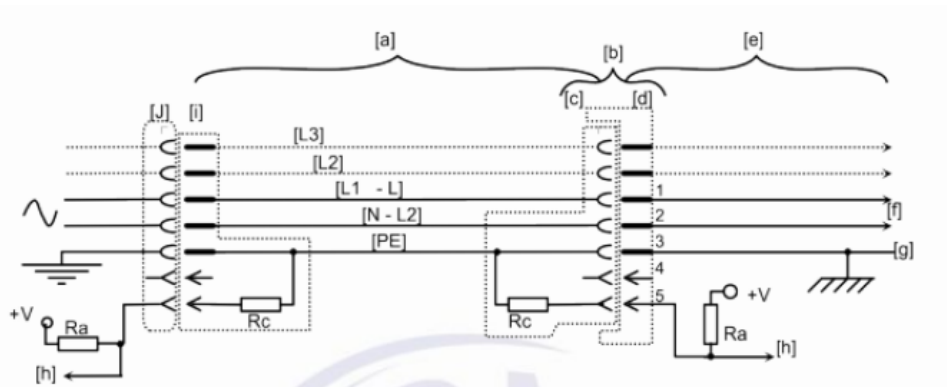 [a]
[b]
[e]
[c] [d]
[J] [i]
[L3]
[L2]
[L1 - L] 1
[N - L2] 2 [f]
[PE] 3 [g]
4
5
+V Ra Rc Rc +V
Ra
[h] [h]